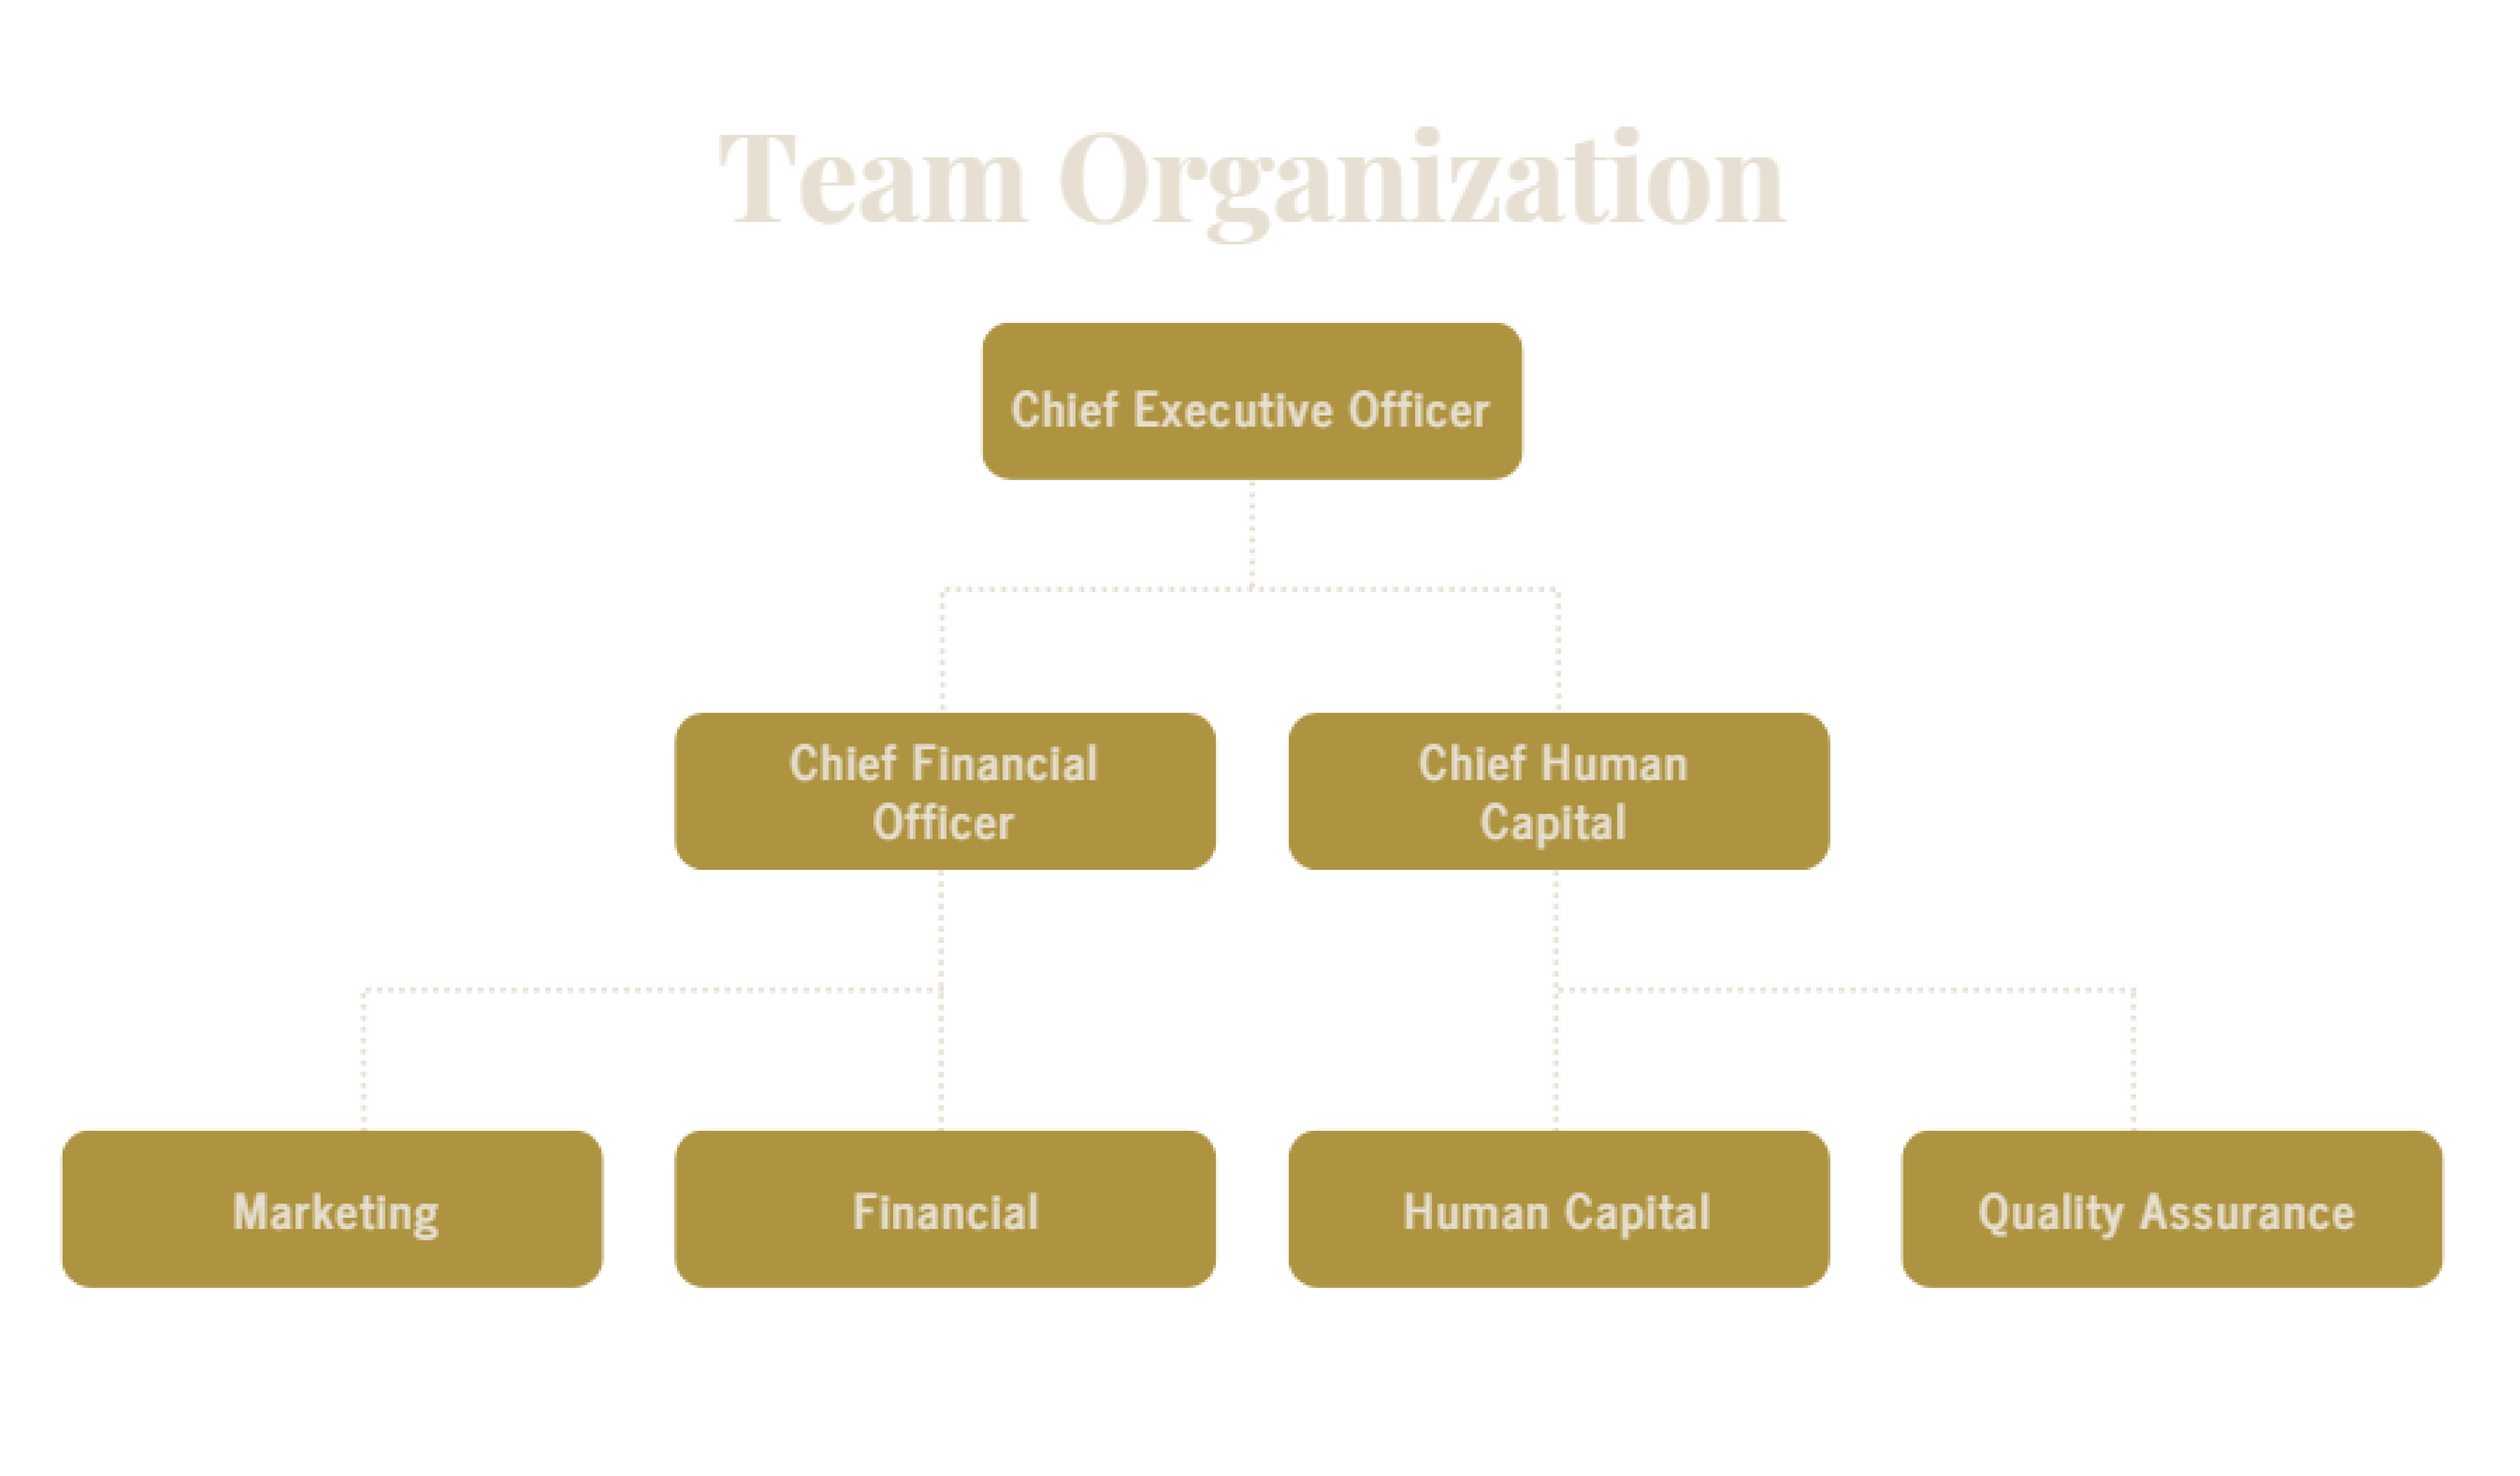 Team Organization
Chief Executive Officer
Chief Financial
Officer
Chief Human
Capital
Marketing
Financial
Human Capital
Quality Assurance